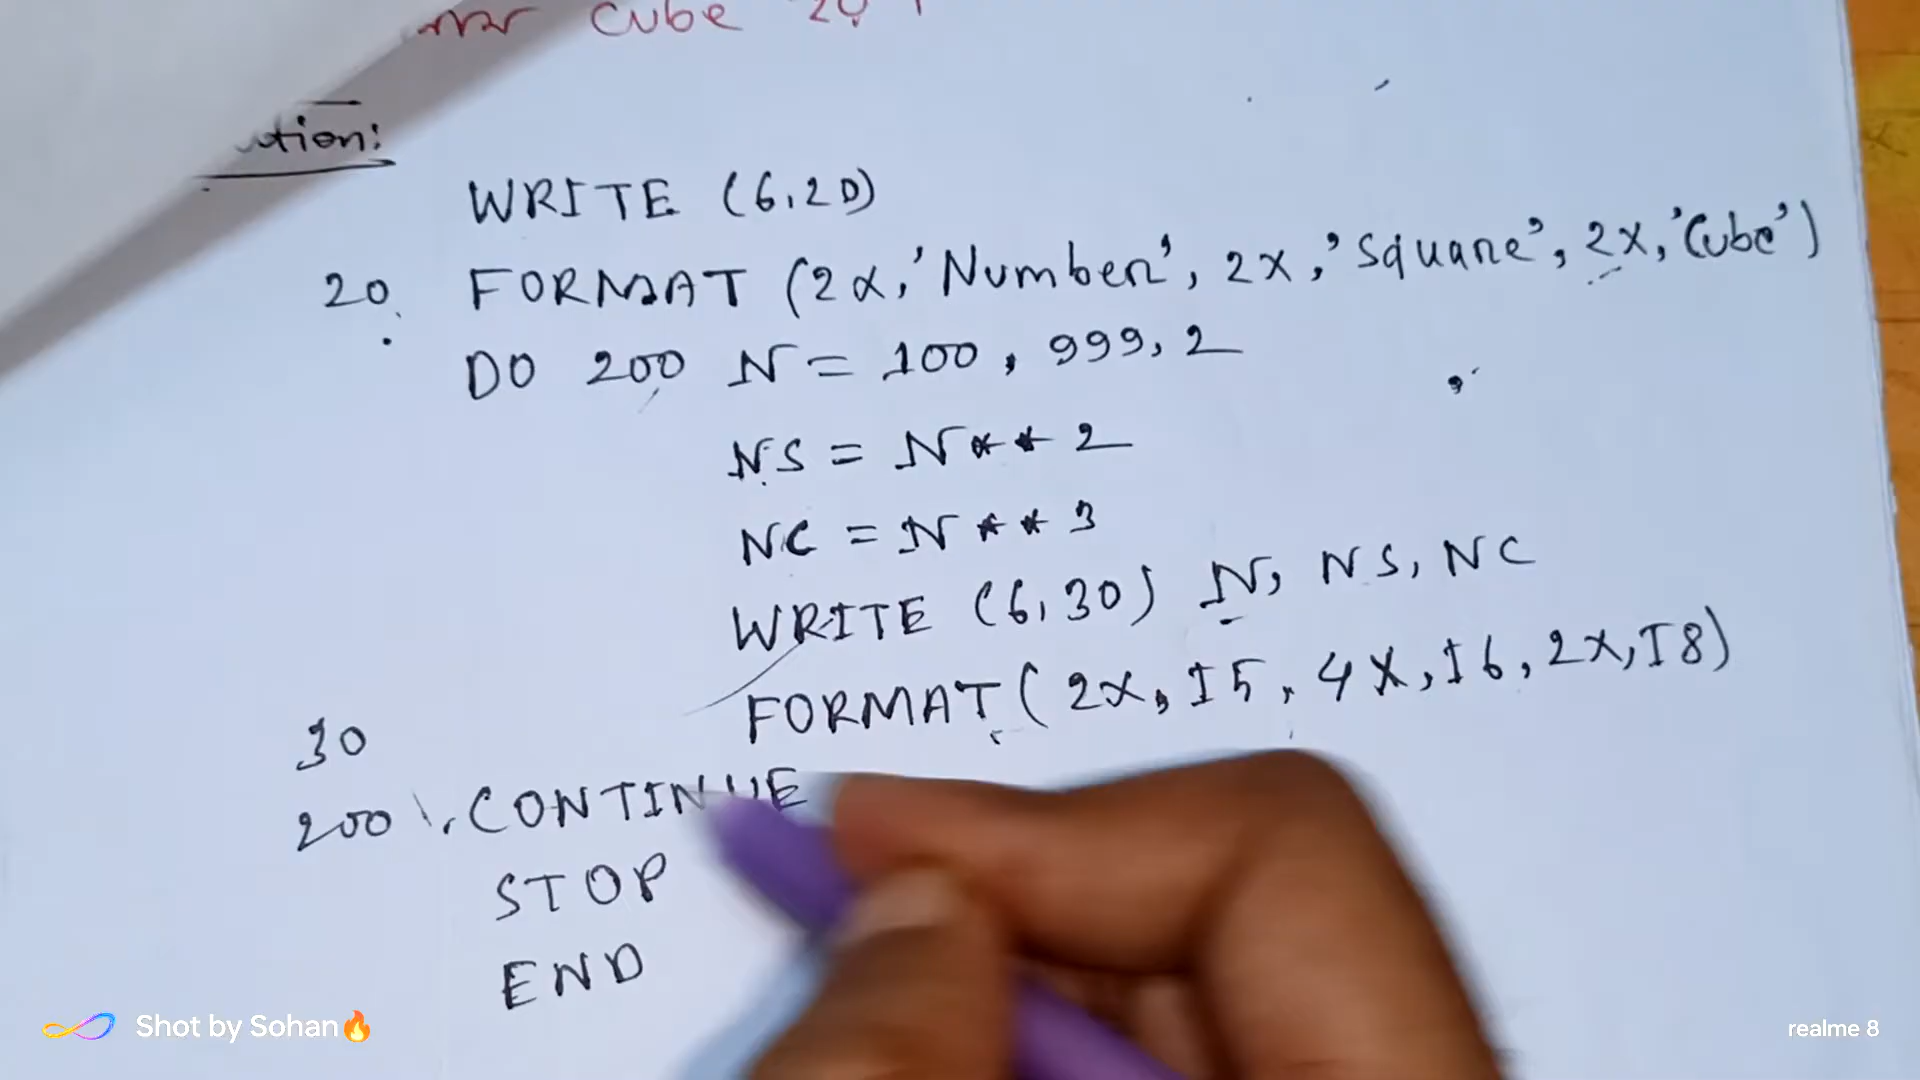 Cube
WRITE (6,20)
20 FORMAT (2X, 'Number', 2X, 'Square', 2X, 'Cube')
DO 200 N = 100, 999, 2
NS = N ** 2
NC = N ** 3
WRITE (6,30) N, NS, NC
30 FORMAT (2X, I5, 4X, I6, 2X, I8)
200 CONTINUE
STOP
END
Shot by Sohan🔥
realme 8